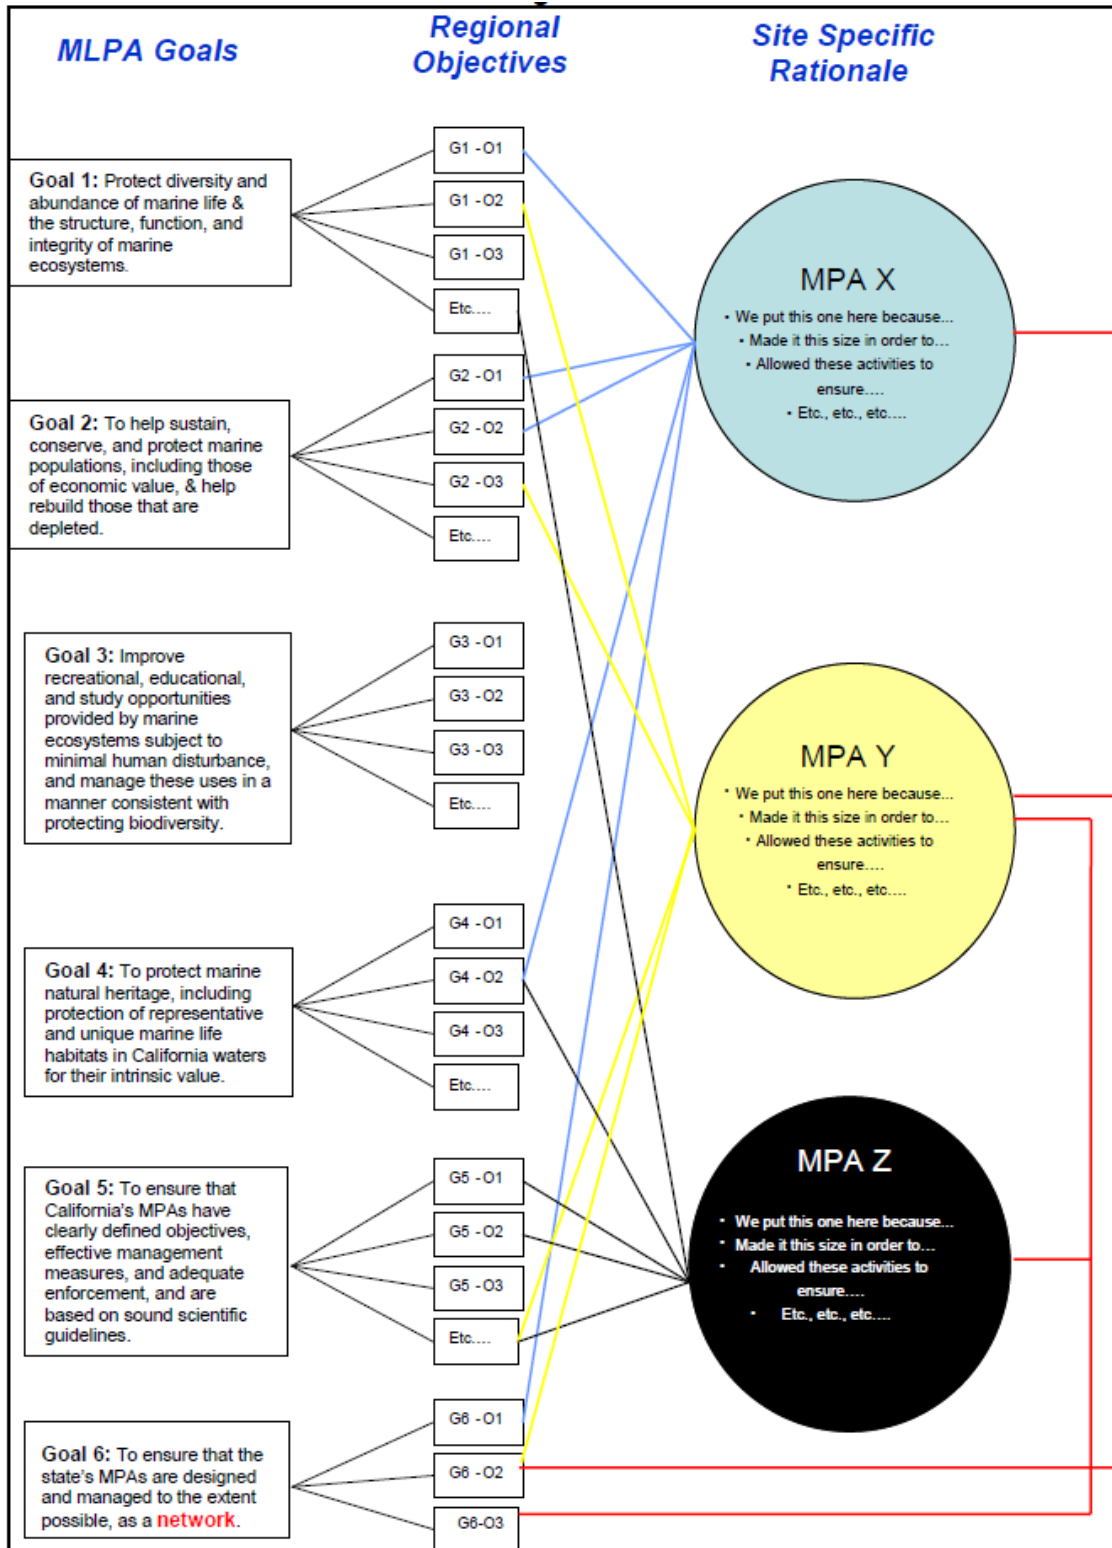 MLPA Goals
Regional
Objectives
Site Specific
Rationale
Goal 1: Protect diversity and
abundance of marine life &
the structure, function, and
integrity of marine
ecosystems.
G1 - O1
G1 - O2
G1 - O3
Etc....
Goal 2: To help sustain,
conserve, and protect marine
populations, including those
of economic value, & help
rebuild those that are
depleted.
G2 - O1
G2 - O2
G2 - O3
Etc....
Goal 3: Improve
recreational, educational,
and study opportunities
provided by marine
ecosystems subject to
minimal human disturbance,
and manage these uses in a
manner consistent with
protecting biodiversity.
G3 - O1
G3 - O2
G3 - O3
Etc....
Goal 4: To protect marine
natural heritage, including
protection of representative
and unique marine life
habitats in California waters
for their intrinsic value.
G4 - O1
G4 - O2
G4 - O3
Etc....
Goal 5: To ensure that
California's MPAs have
clearly defined objectives,
effective management
measures, and adequate
enforcement, and are
based on sound scientific
guidelines.
G5 - O1
G5 - O2
G5 - O3
Etc....
Goal 6: To ensure that the
state's MPAs are designed
and managed to the extent
possible, as a network.
G6 - O1
G6 - O2
G6-O3
MPA X
• We put this one here because...
• Made it this size in order to...
• Allowed these activities to
ensure....
• Etc., etc., etc....
MPA Y
• We put this one here because...
• Made it this size in order to...
• Allowed these activities to
ensure....
• Etc., etc., etc....
MPA Z
• We put this one here because...
• Made it this size in order to...
• Allowed these activities to
ensure....
• Etc., etc., etc....